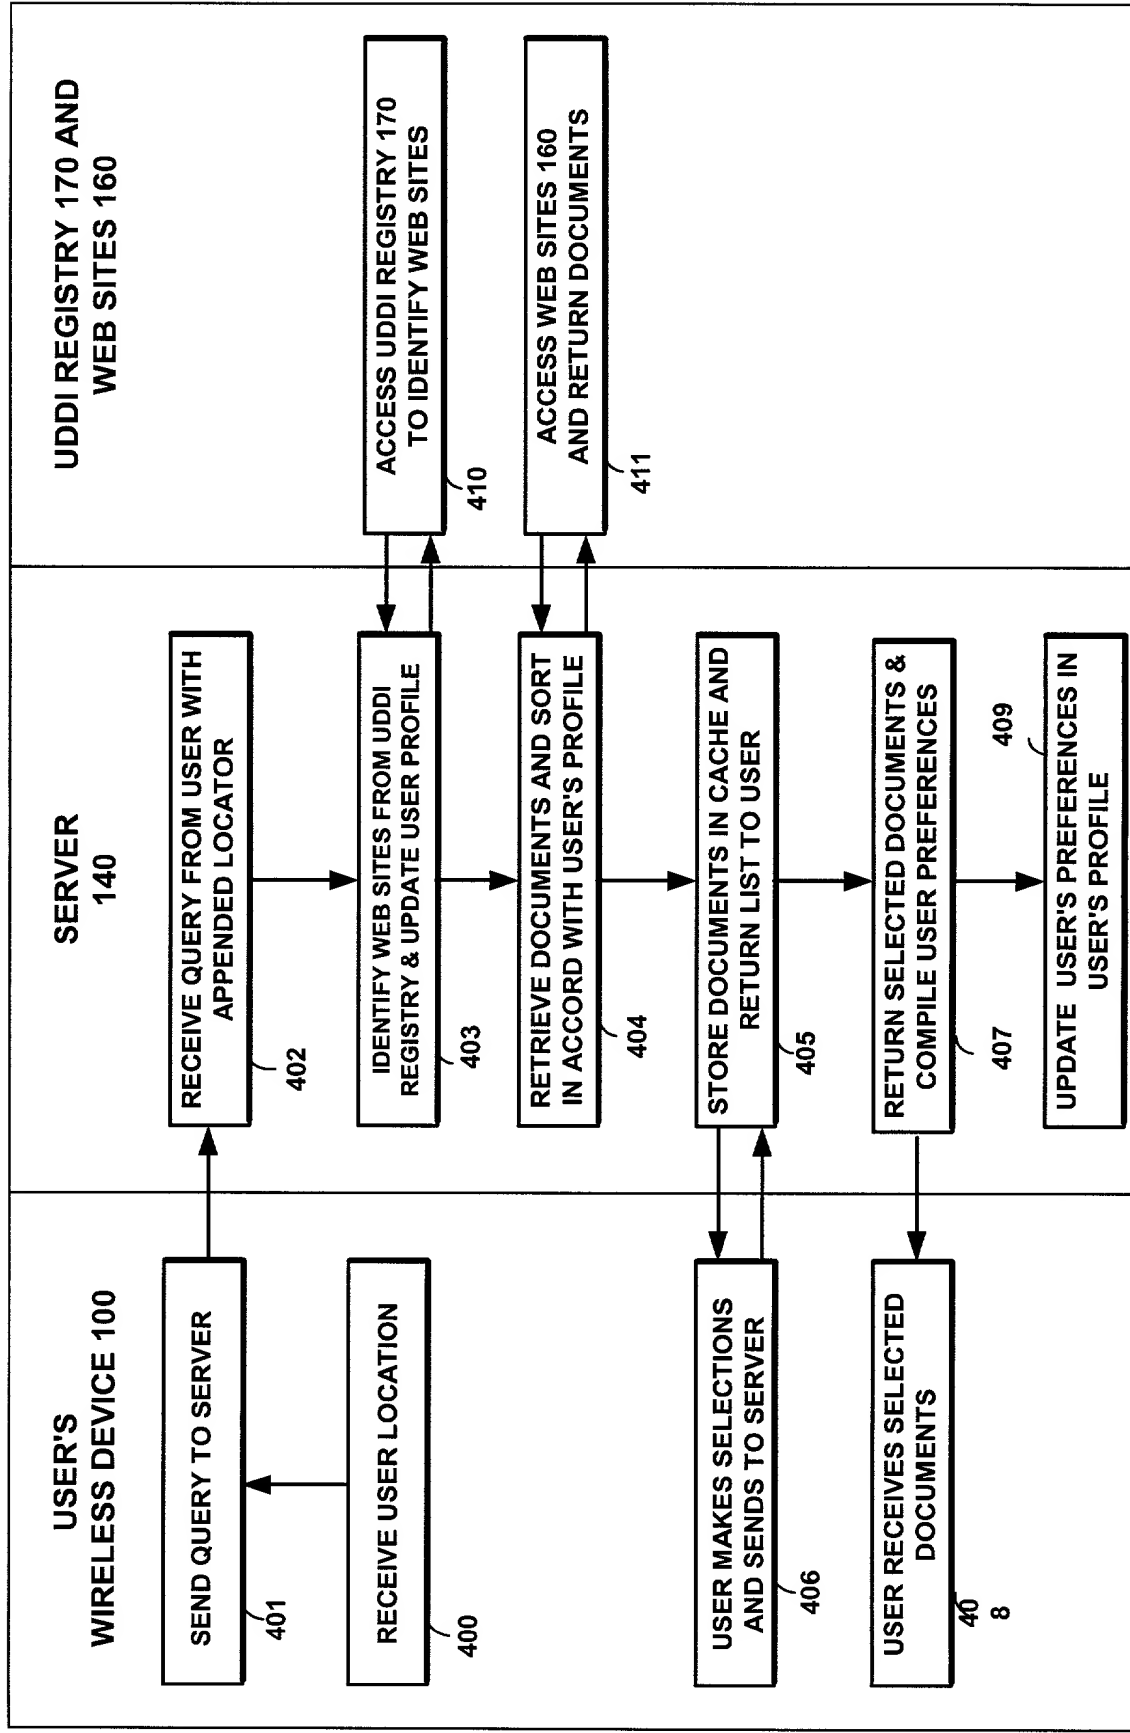 USER'S
WIRELESS DEVICE 100
SERVER
140
UDDI REGISTRY 170 AND
WEB SITES 160
SEND QUERY TO SERVER
401
RECEIVE USER LOCATION
400
RECEIVE QUERY FROM USER WITH
APPENDED LOCATOR
402
IDENTIFY WEB SITES FROM UDDI
REGISTRY & UPDATE USER PROFILE
403
ACCESS UDDI REGISTRY 170
TO IDENTIFY WEB SITES
410
RETRIEVE DOCUMENTS AND SORT
IN ACCORD WITH USER'S PROFILE
404
ACCESS WEB SITES 160
AND RETURN DOCUMENTS
411
STORE DOCUMENTS IN CACHE AND
RETURN LIST TO USER
405
USER MAKES SELECTIONS
AND SENDS TO SERVER
406
RETURN SELECTED DOCUMENTS &
COMPILE USER PREFERENCES
407
USER RECEIVES SELECTED
DOCUMENTS
40
8
409
UPDATE USER'S PREFERENCES IN
USER'S PROFILE